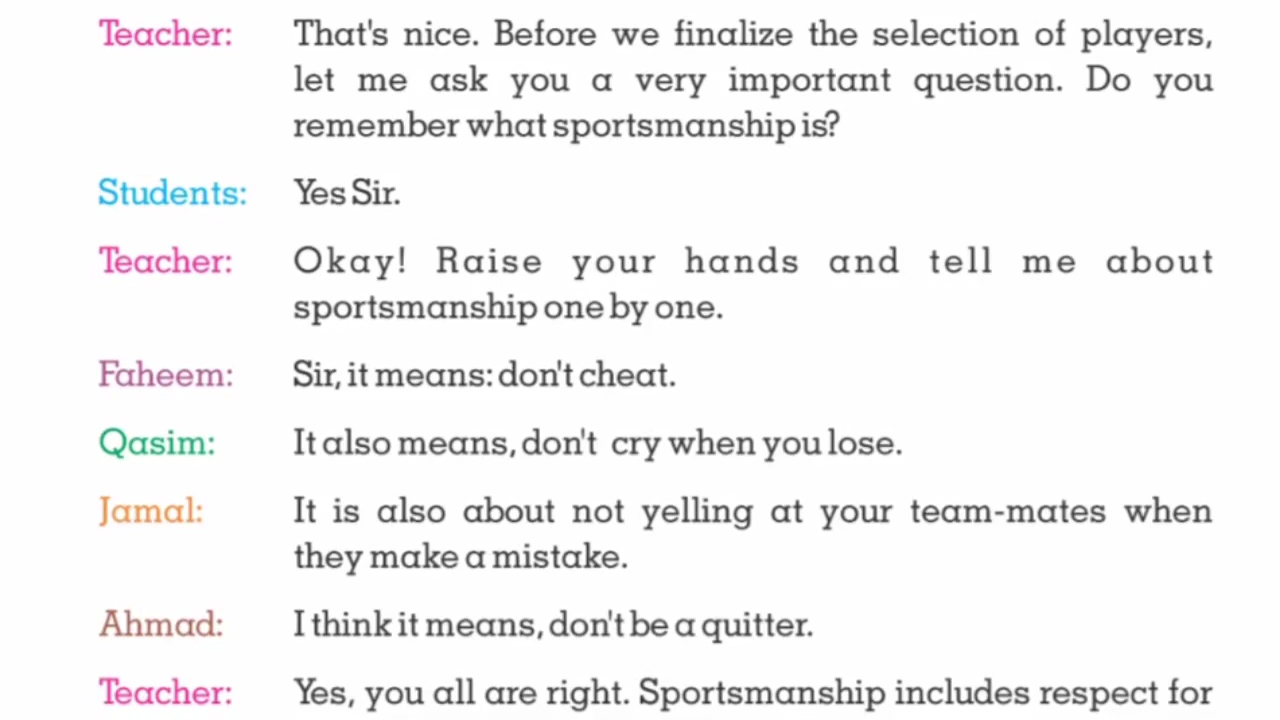 Teacher: That's nice. Before we finalize the selection of players,
let me ask you a very important question. Do you
remember what sportsmanship is?
Students: Yes Sir.
Teacher: Okay! Raise your hands and tell me about
sportsmanship one by one.
Faheem: Sir, it means: don't cheat.
Qasim: It also means, don't cry when you lose.
Jamal: It is also about not yelling at your team-mates when
they make a mistake.
Ahmad: I think it means, don't be a quitter.
Teacher: Yes, you all are right. Sportsmanship includes respect for